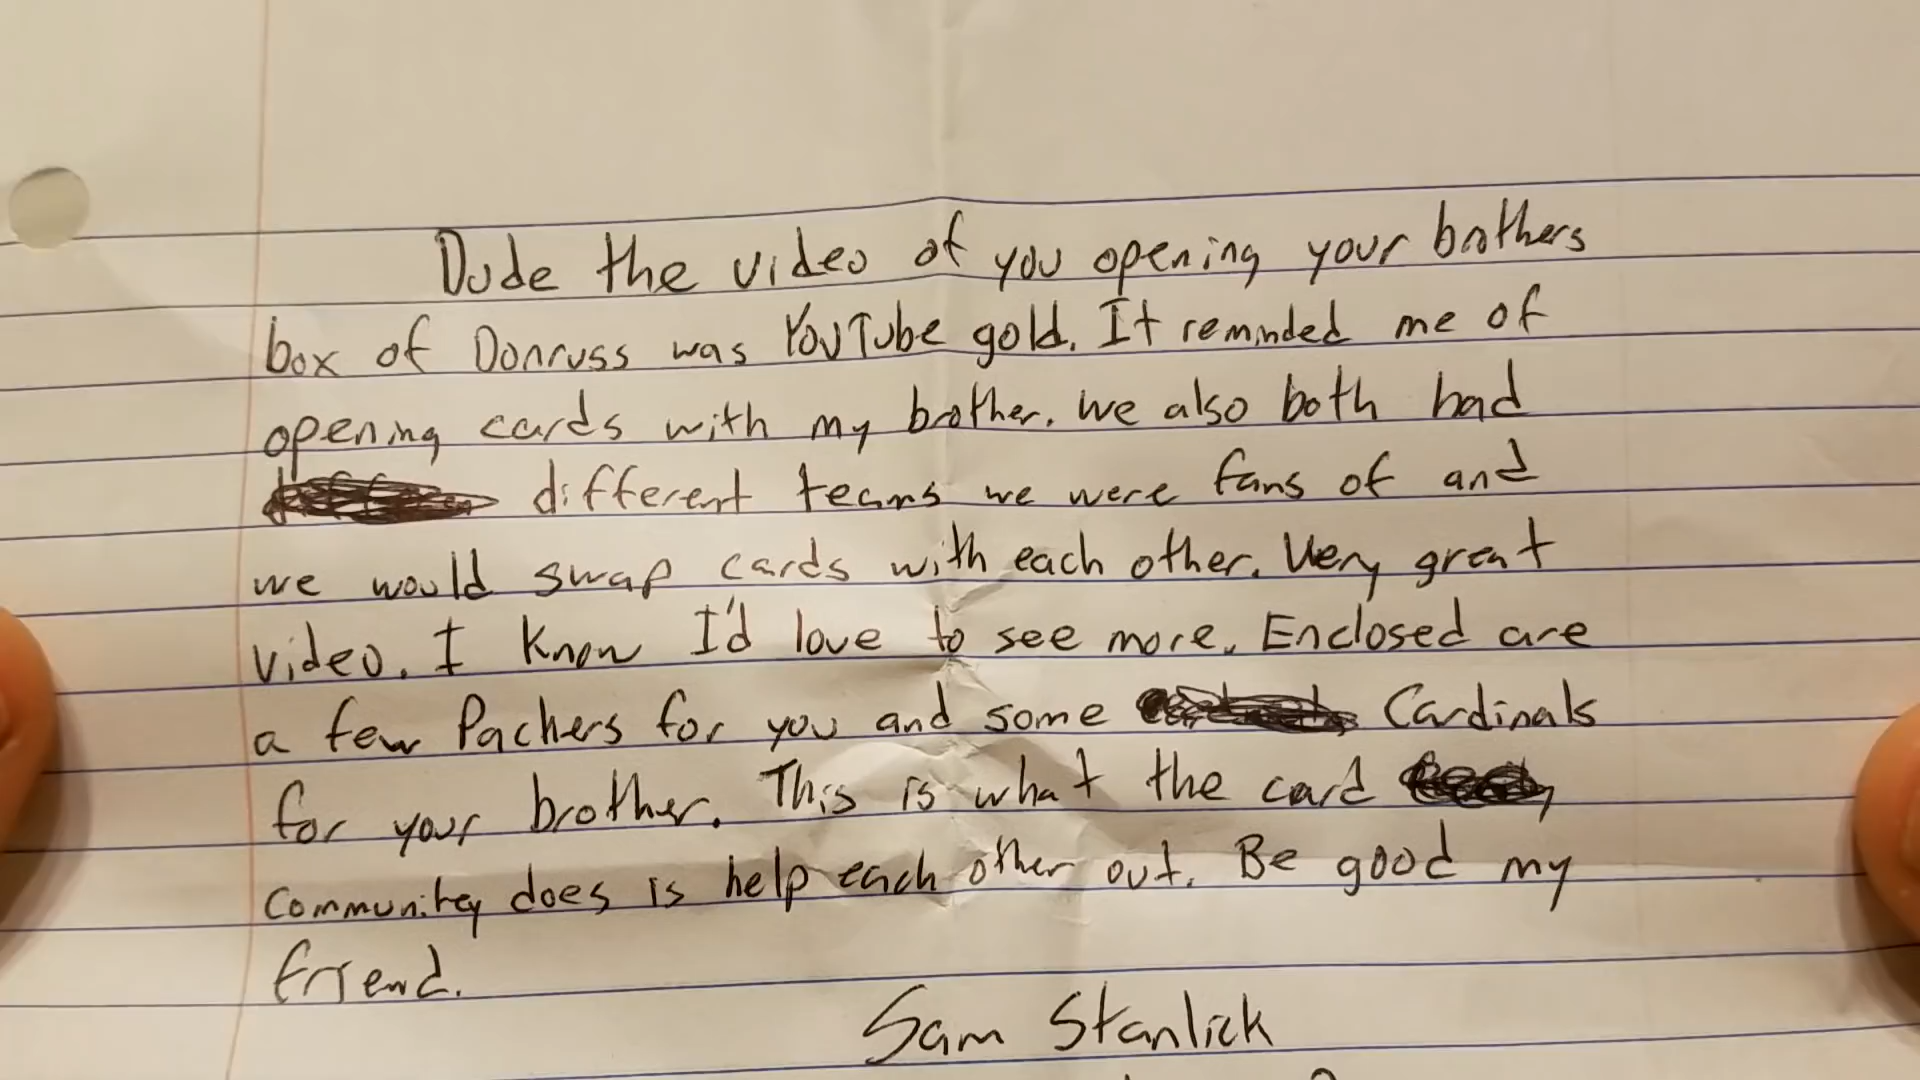 Dude the video of you opening your brothers
box of Donruss was YouTube gold. It reminded me of
opening cards with my brother. We also both had
different teams we were fans of and
we would swap cards with each other. Very great
video. I know I'd love to see more. Enclosed are
a few Packers for you and some Cardinals
for your brother. This is what the card
community does is help each other out. Be good my
friend.
Sam Stanlick